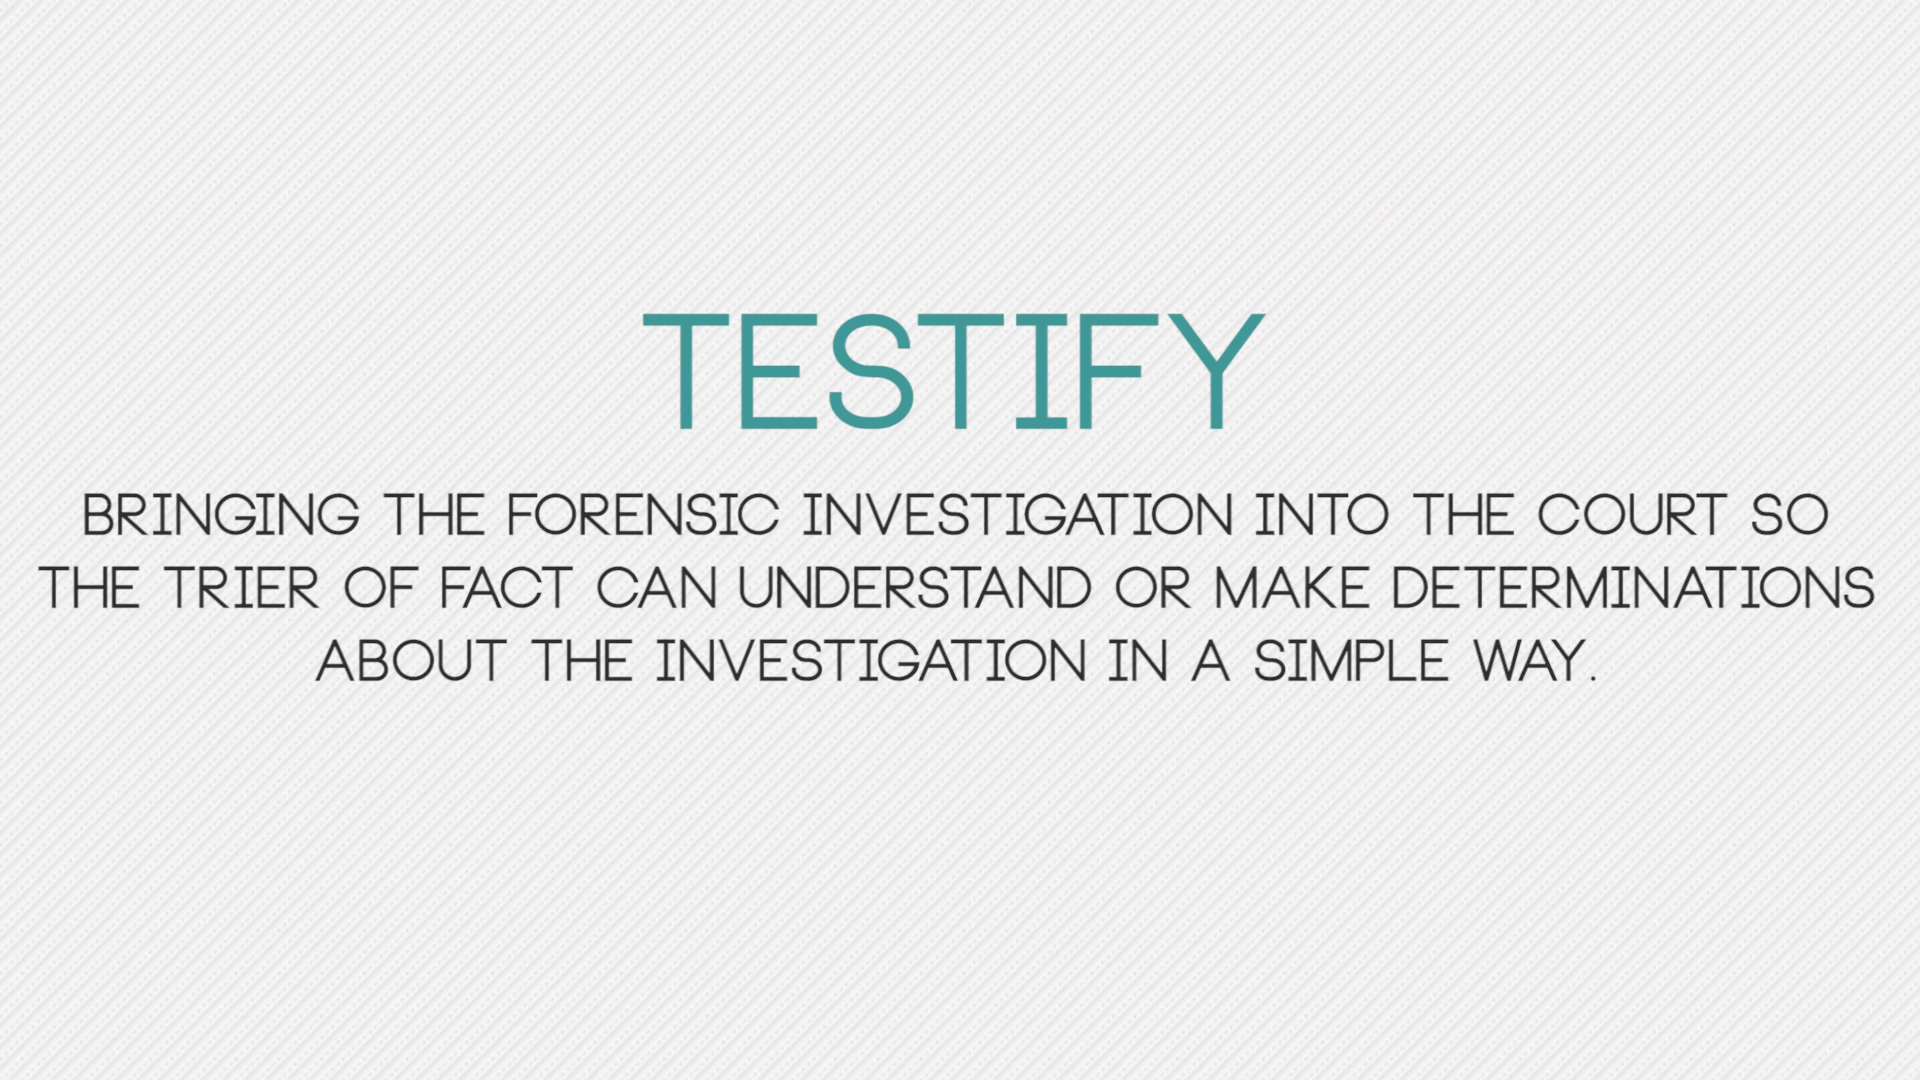 TESTIFY
BRINGING THE FORENSIC INVESTIGATION INTO THE COURT SO
THE TRIER OF FACT CAN UNDERSTAND OR MAKE DETERMINATIONS
ABOUT THE INVESTIGATION IN A SIMPLE WAY.